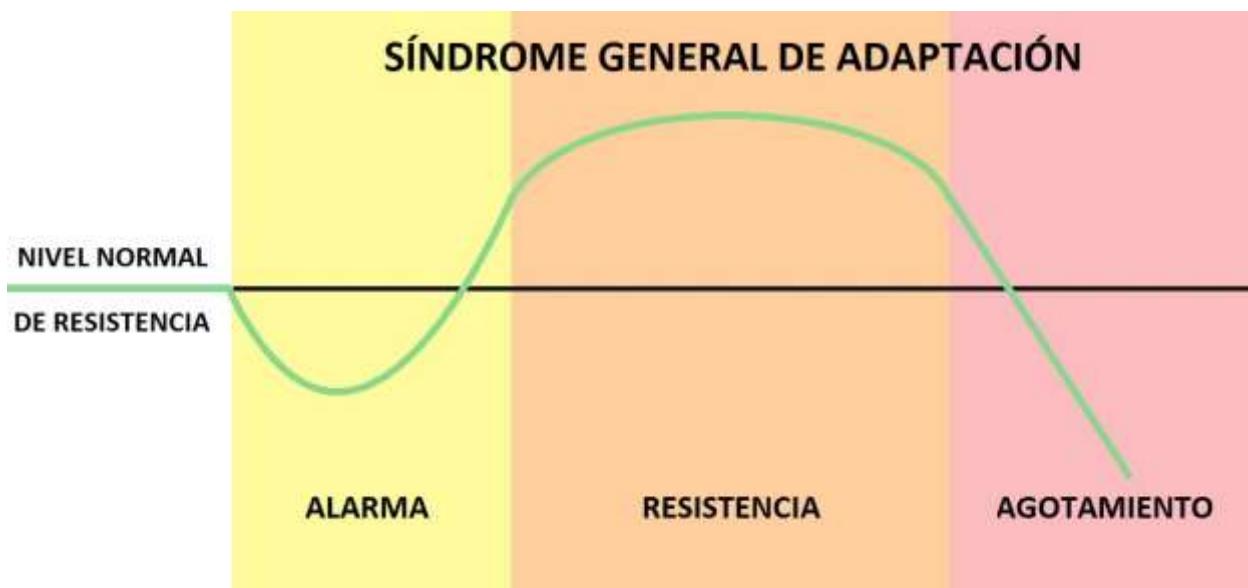 SÍNDROME GENERAL DE ADAPTACIÓN
NIVEL NORMAL
DE RESISTENCIA
ALARMA
RESISTENCIA
AGOTAMIENTO